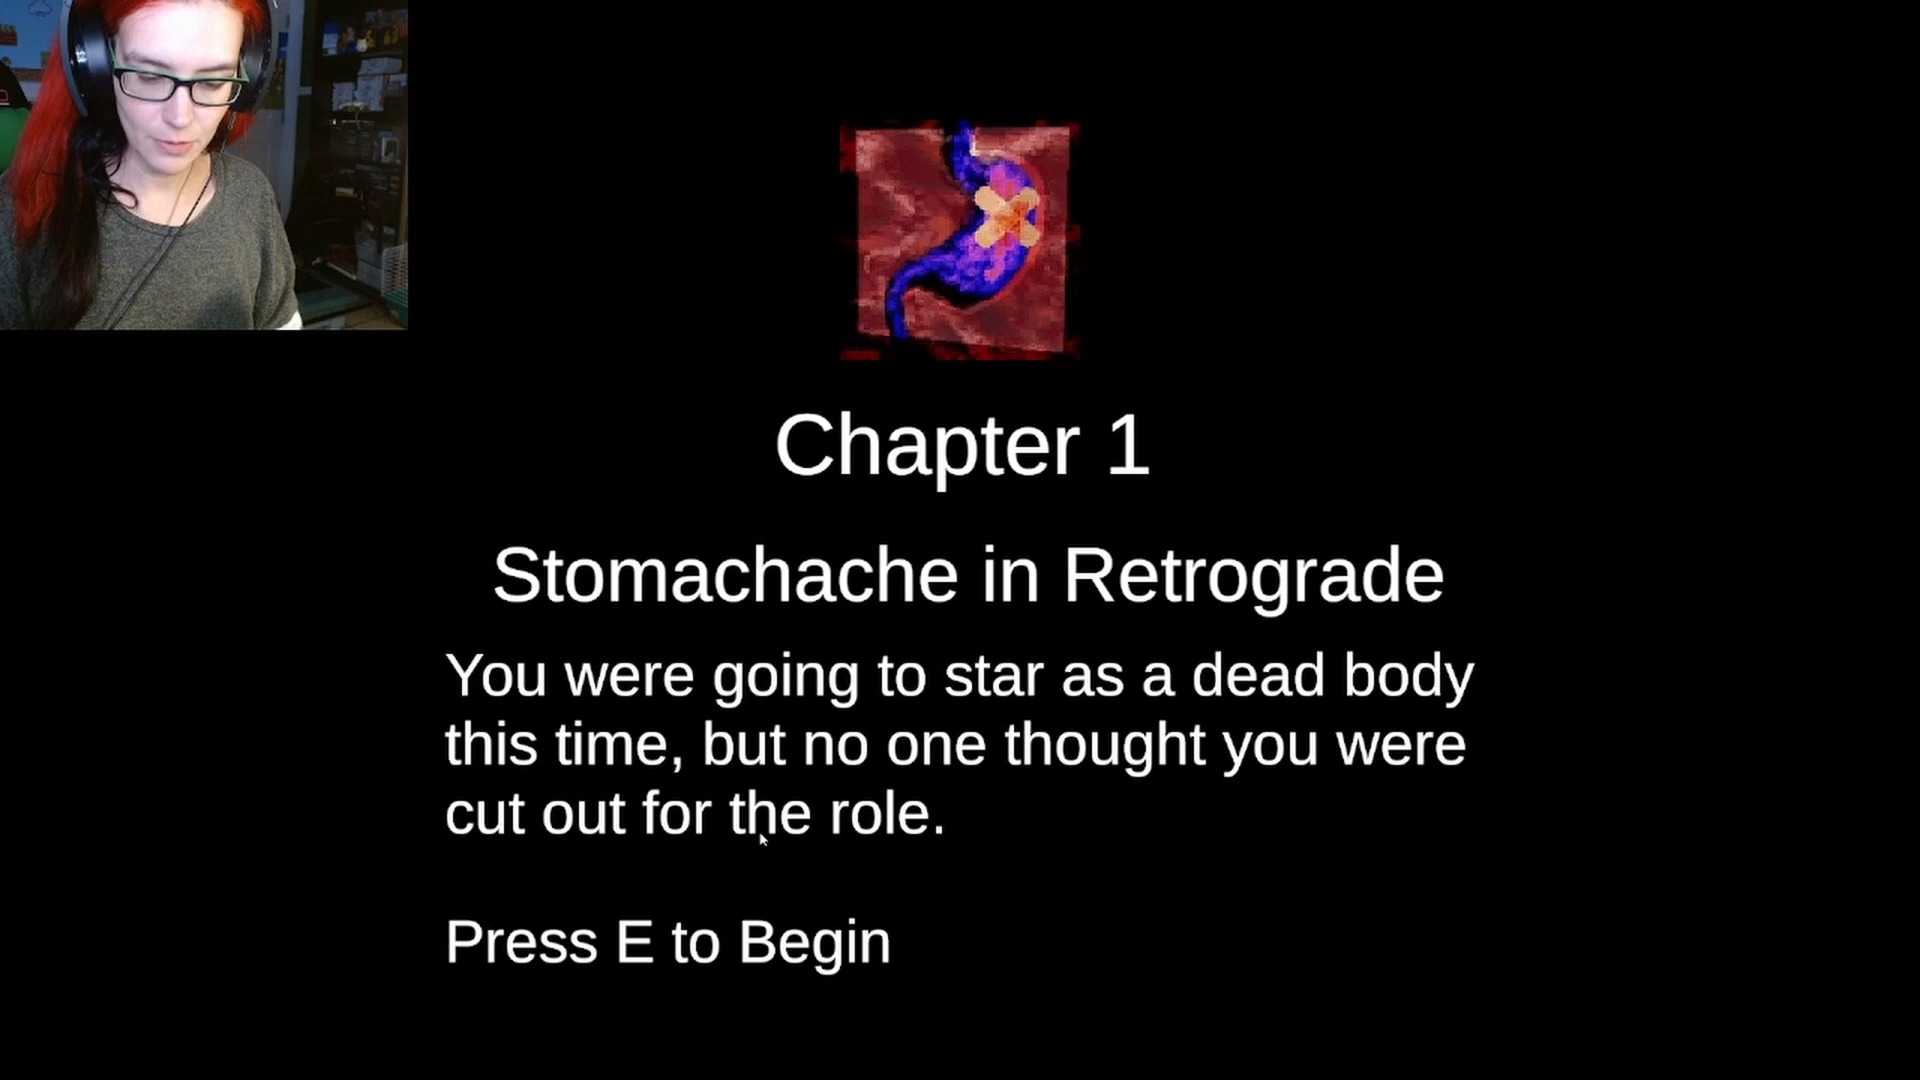 Chapter 1
Stomachache in Retrograde
You were going to star as a dead body
this time, but no one thought you were
cut out for the role.
Press E to Begin